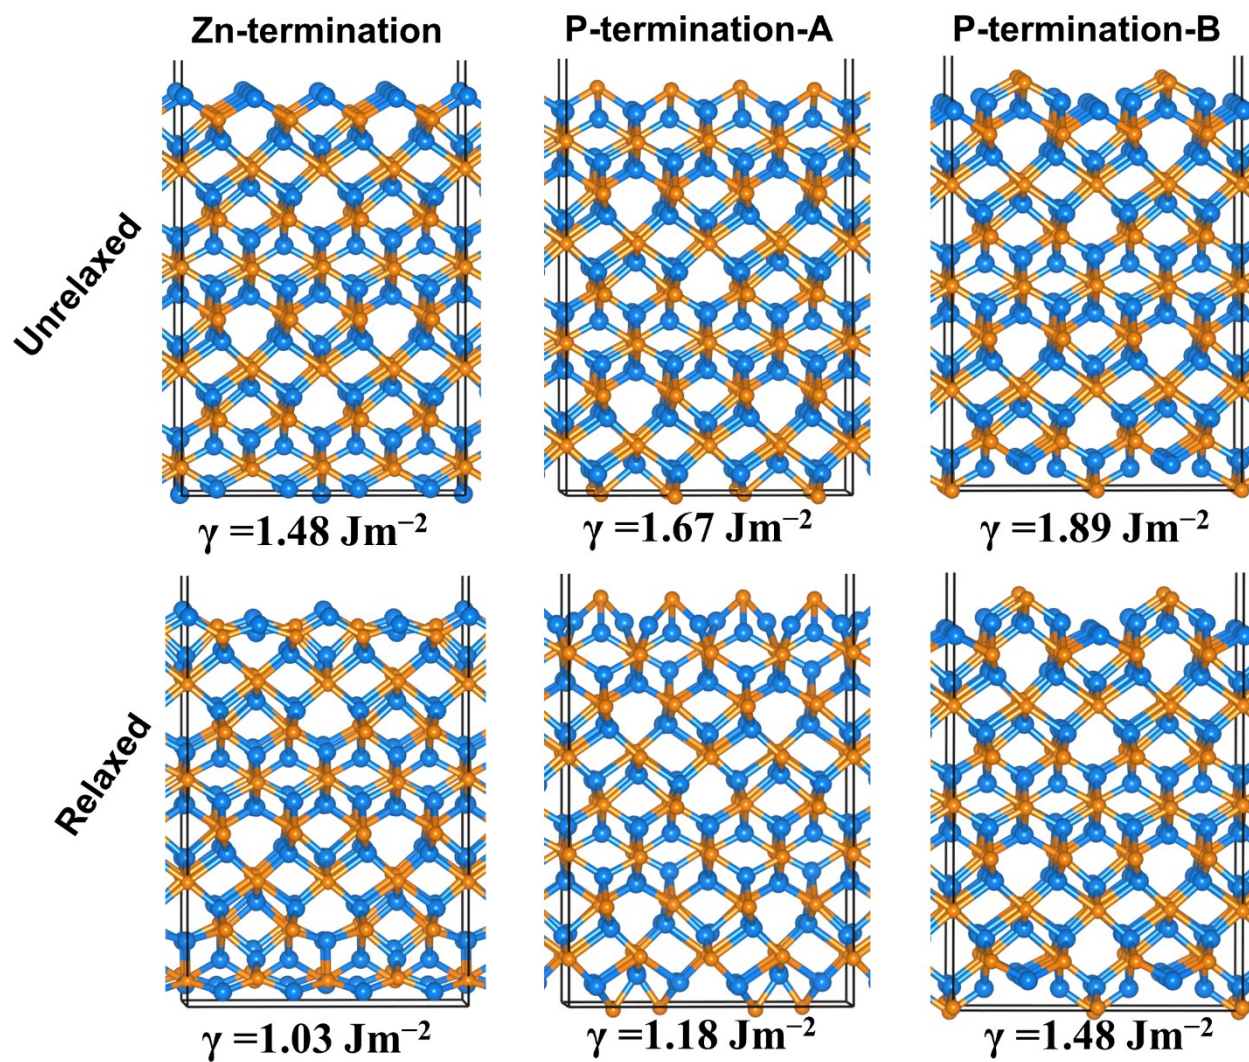 Zn-termination P-termination-A P-termination-B
Unrelaxed
γ =1.48 Jm⁻² γ =1.67 Jm⁻² γ =1.89 Jm⁻²
Relaxed
γ =1.03 Jm⁻² γ =1.18 Jm⁻² γ =1.48 Jm⁻²